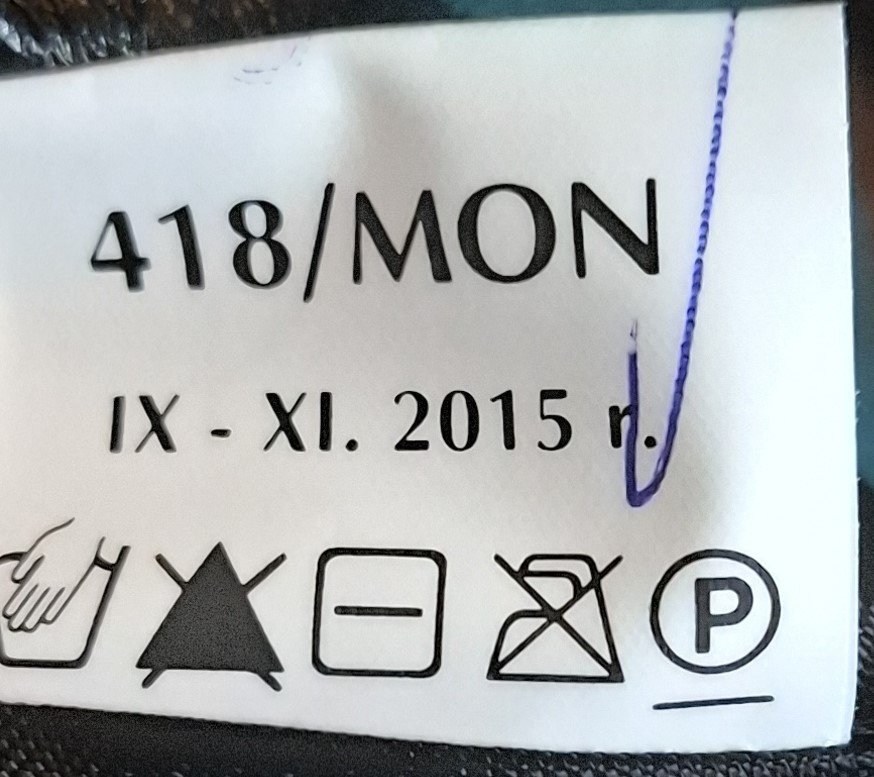 418/MON
IX - XI. 2015 r.
P